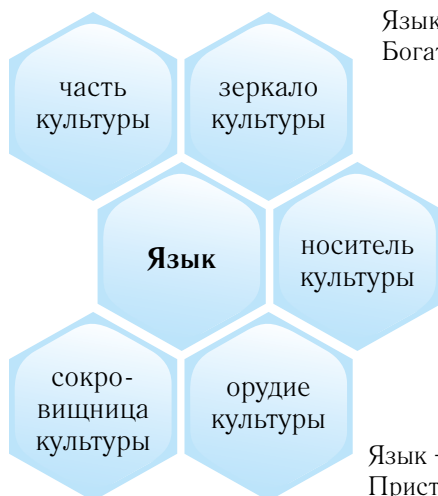 Язык
Богат
часть
культуры
зеркало
культуры
Язык
носитель
культуры
сокро-
вищница
культуры
орудие
культуры
Язык -
Прист